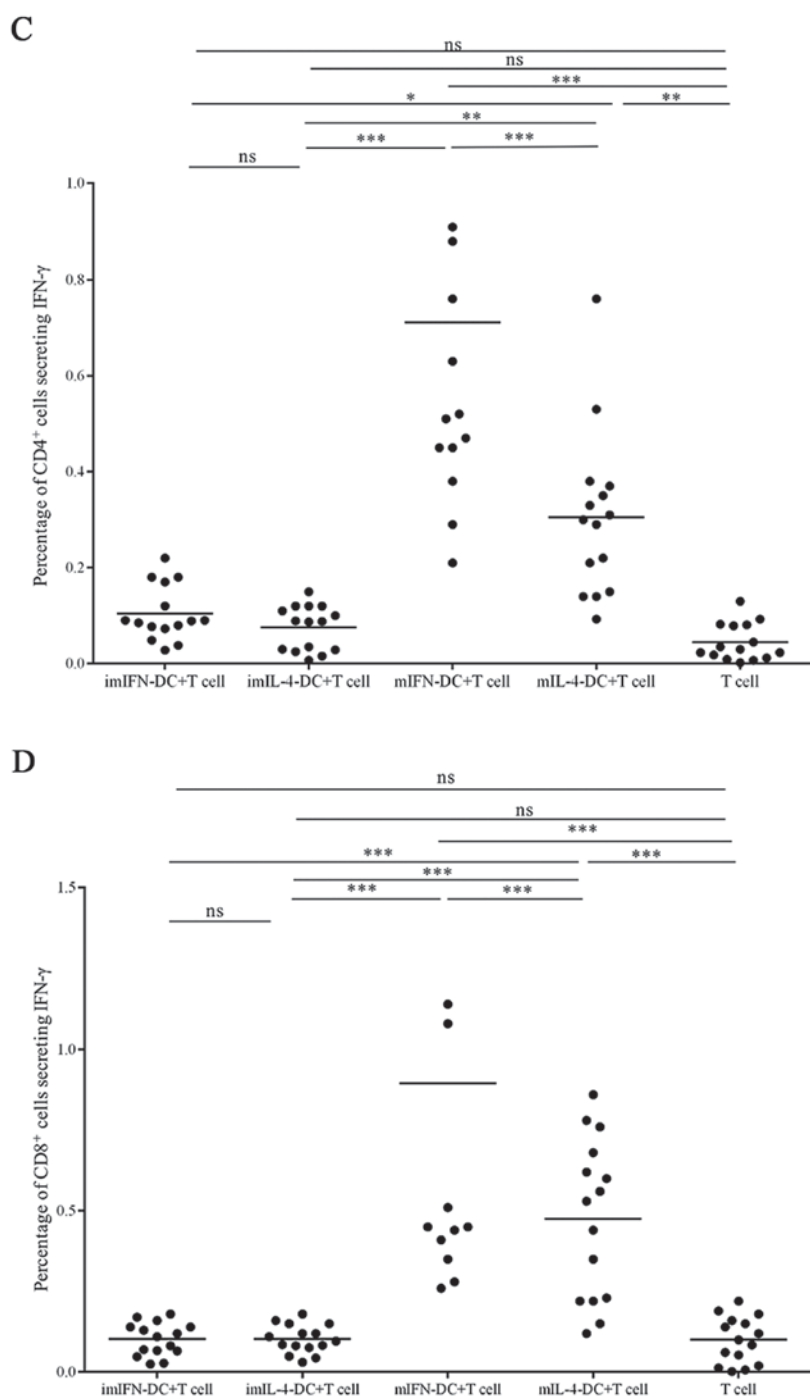 C
ns
ns
***
* **
**
*** ***
ns
1.0
0.8
0.6
0.4
0.2
0.0
Percentage of CD4⁺ cells secreting IFN-γ
imIFN-DC+T cell imIL-4-DC+T cell mIFN-DC+T cell mIL-4-DC+T cell T cell
D
ns
ns
***
*** ***
***
*** ***
ns
1.5
1.0
0.5
0.0
Percentage of CD8⁺ cells secreting IFN-γ
imIFN-DC+T cell imIL-4-DC+T cell mIFN-DC+T cell mIL-4-DC+T cell T cell